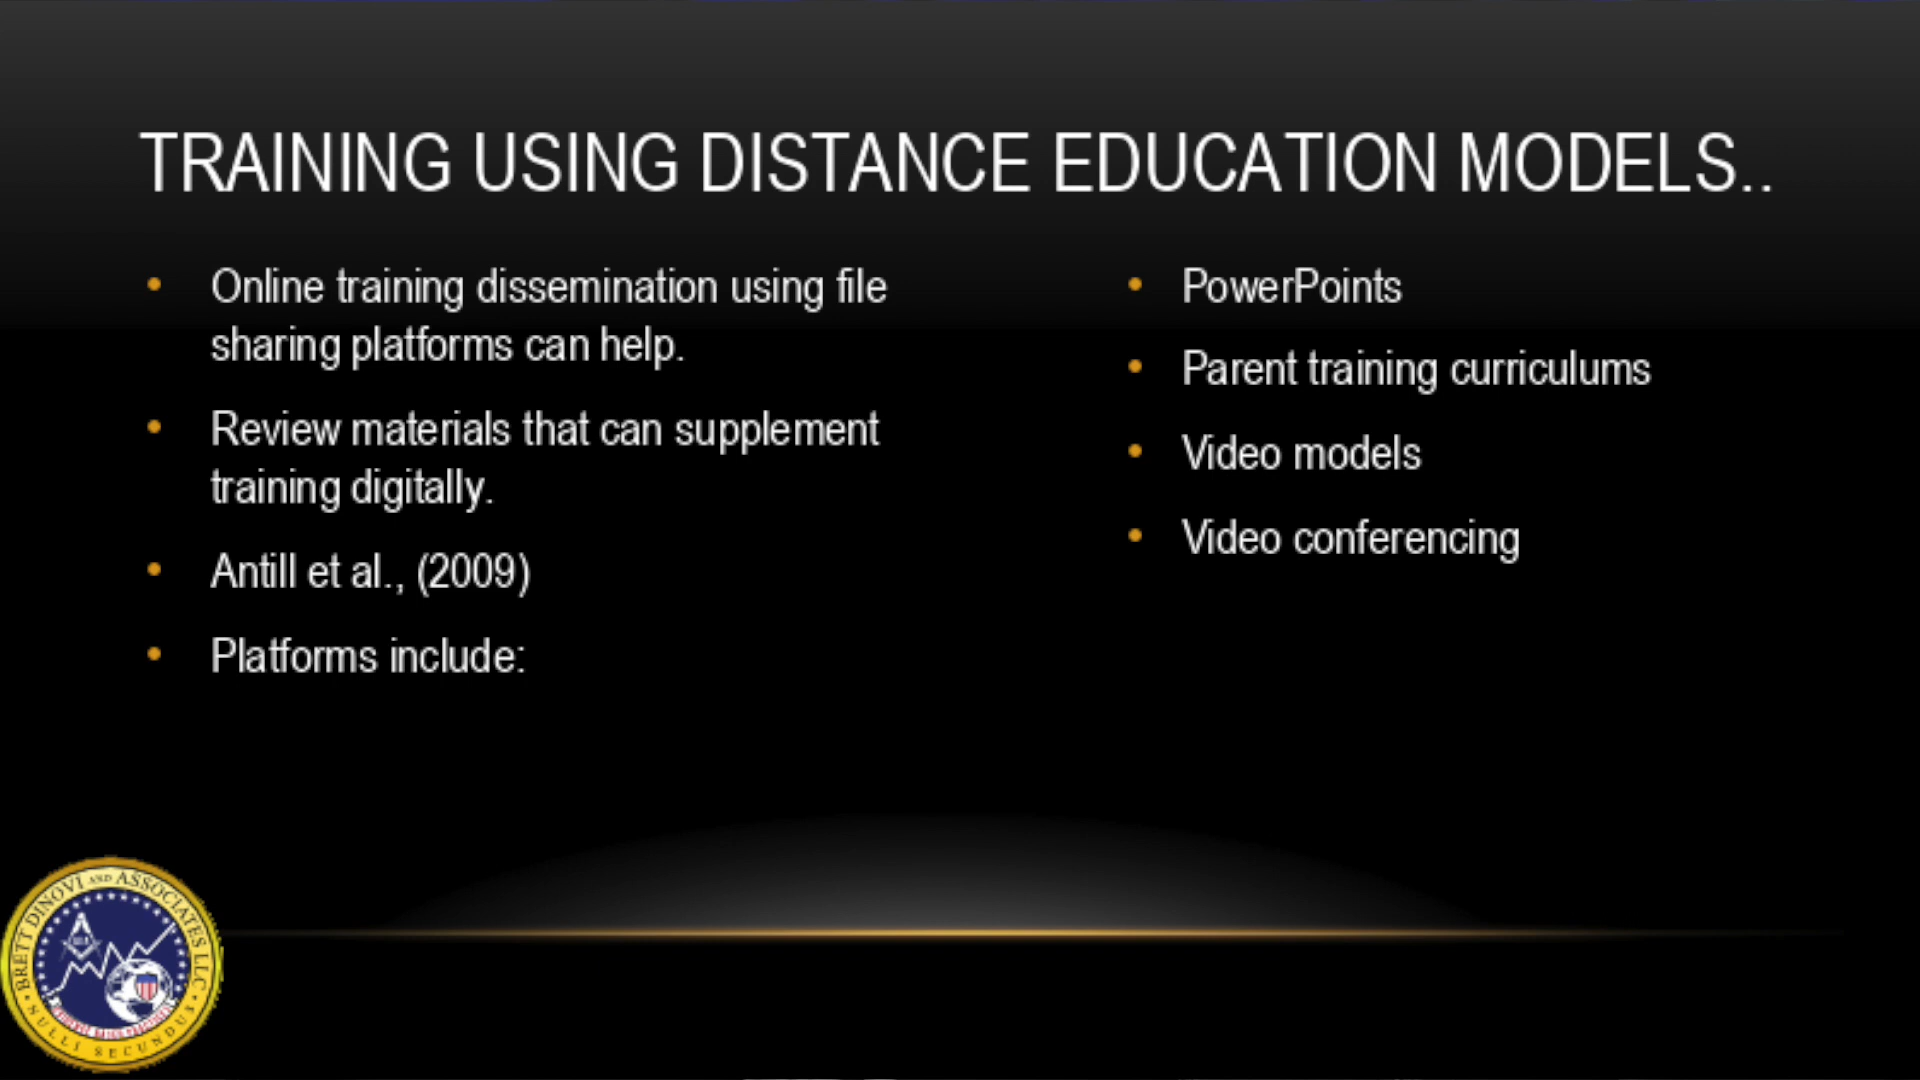 TRAINING USING DISTANCE EDUCATION MODELS..
• Online training dissemination using file
sharing platforms can help.
• Review materials that can supplement
training digitally.
• Antill et al., (2009)
• Platforms include:
• PowerPoints
• Parent training curriculums
• Video models
• Video conferencing
BRETT DINOVI AND ASSOCIATES LLC
NULLI SECUNDUS